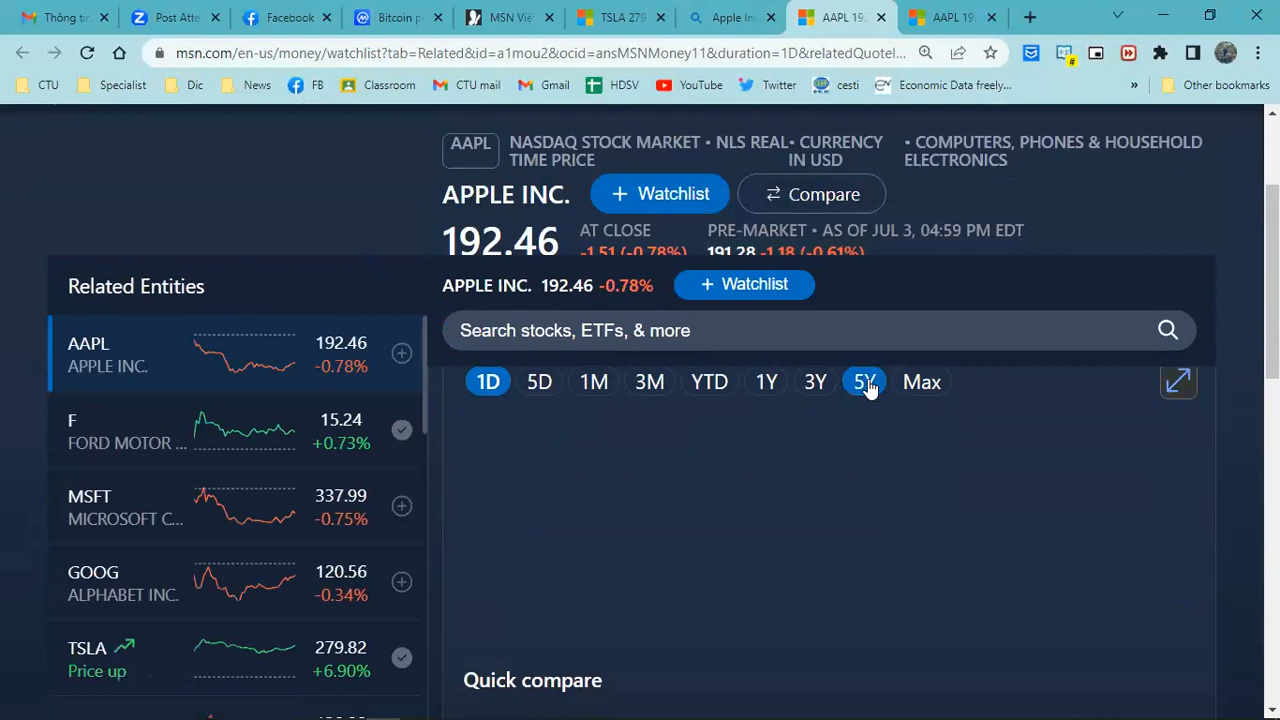 Thông tin
Post Atte
Facebook
Bitcoin p
MSN Việ
TSLA 279
Apple Inc
AAPL 192
AAPL 19
msn.com/en-us/money/watchlist?tab=Related&id=a1mou2&ocid=ansMSNMoney11&duration=1D&relatedQuoteI...
CTU
Specialist
Dic
News
FB
Classroom
CTU mail
Gmail
HDSV
YouTube
Twitter
cesti
Economic Data freely...
»
Other bookmarks
AAPL
NASDAQ STOCK MARKET • NLS REAL TIME PRICE
• CURRENCY IN USD
• COMPUTERS, PHONES & HOUSEHOLD ELECTRONICS
APPLE INC.
+ Watchlist
Compare
192.46
AT CLOSE
-1.51 (-0.78%)
PRE-MARKET • AS OF JUL 3, 04:59 PM EDT
191.28 -1.18 (-0.61%)
Related Entities
APPLE INC. 192.46 -0.78%
+ Watchlist
Search stocks, ETFs, & more
AAPL
APPLE INC.
192.46
-0.78%
F
FORD MOTOR ...
15.24
+0.73%
MSFT
MICROSOFT C...
337.99
-0.75%
GOOG
ALPHABET INC.
120.56
-0.34%
TSLA
Price up
279.82
+6.90%
1D 5D 1M 3M YTD 1Y 3Y 5Y Max
Quick compare